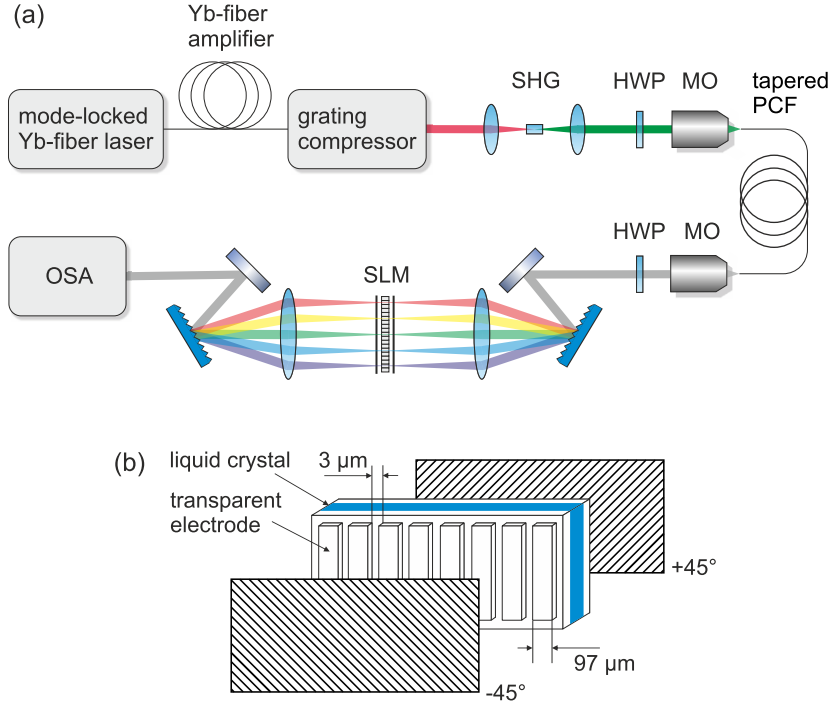 (a)
Yb-fiber
amplifier
SHG
HWP
MO
tapered
PCF
mode-locked
Yb-fiber laser
grating
compressor
HWP
MO
OSA
SLM
(b)
liquid crystal
3 μm
transparent
electrode
+45°
97 μm
-45°